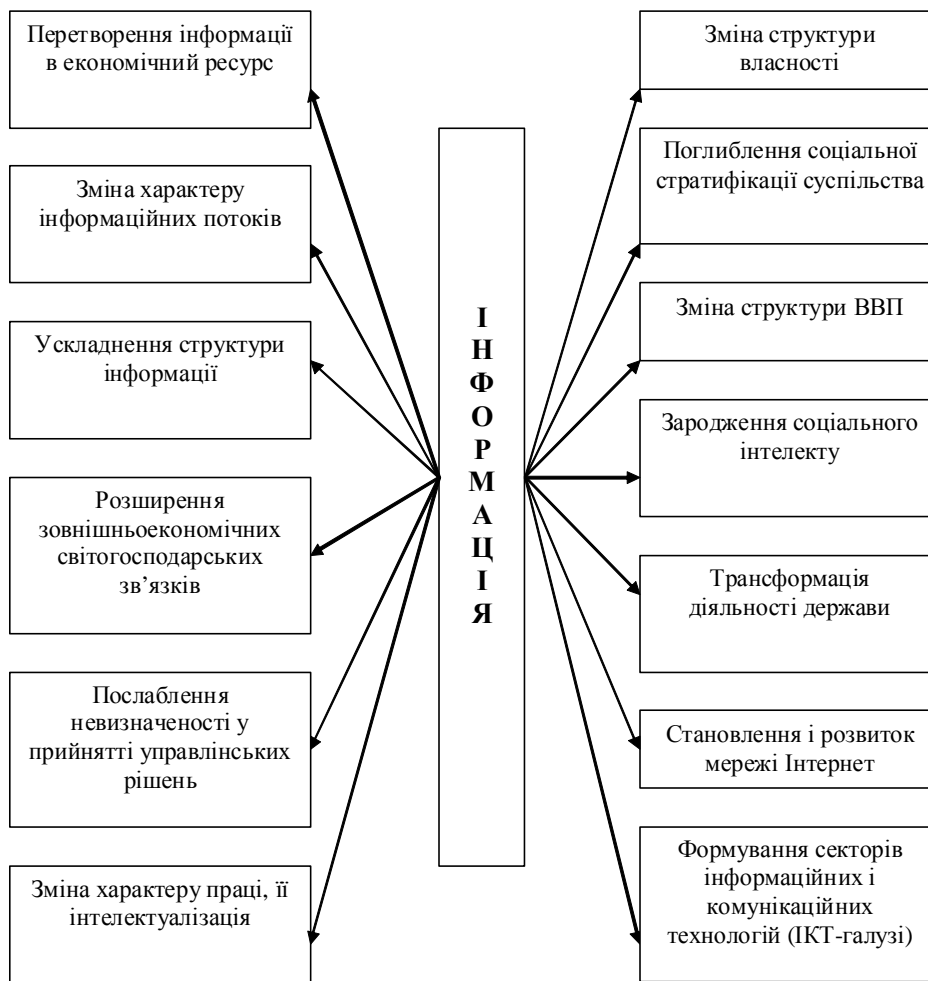 Перетворення інформації
в економічний ресурс
Зміна характеру
інформаційних потоків
Ускладнення структури
інформації
Розширення
зовнішньоекономічних
світогосподарських
зв’язків
Послаблення
невизначеності у
прийнятті управлінських
рішень
Зміна характеру праці, її
інтелектуалізація
І
Н
Ф
О
Р
М
А
Ц
І
Я
Зміна структури
власності
Поглиблення соціальної
стратифікації суспільства
Зміна структури ВВП
Зародження соціального
інтелекту
Трансформація
діяльності держави
Становлення і розвиток
мережі Інтернет
Формування секторів
інформаційних і
комунікаційних
технологій (ІКТ-галузі)